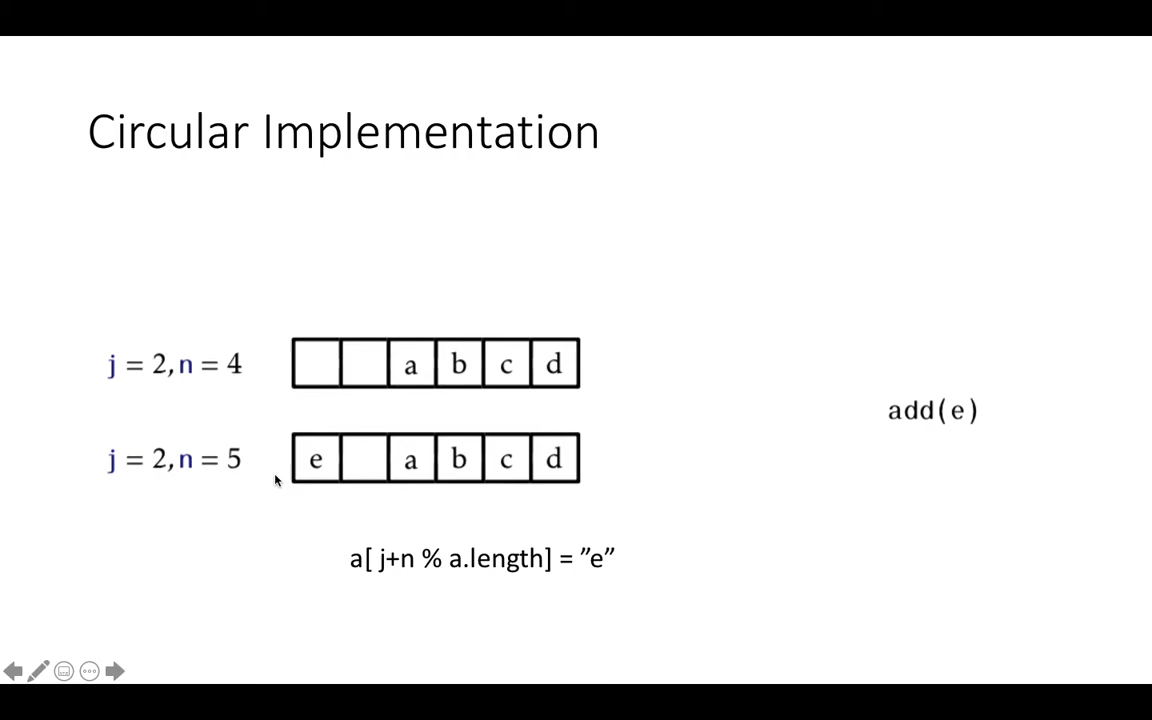 Circular Implementation
j = 2, n = 4
a b c d
add(e)
j = 2, n = 5
e a b c d
a[ j+n % a.length] = ”e”